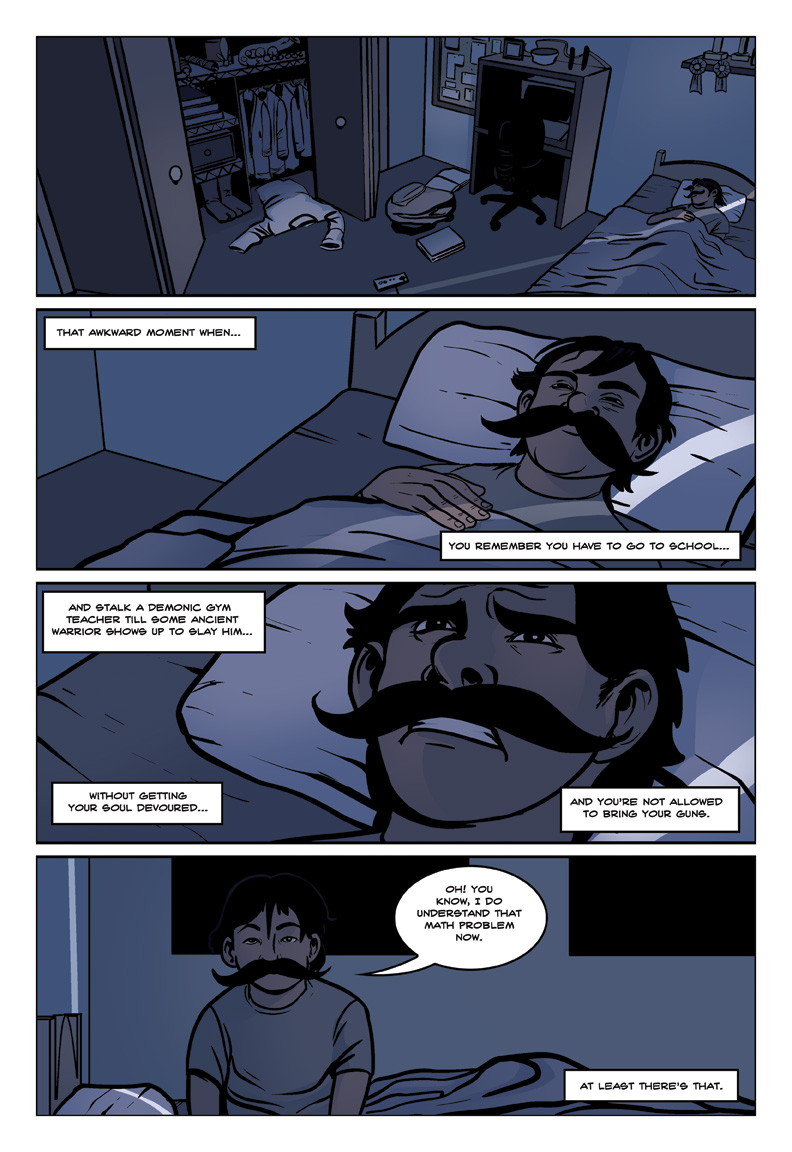 THAT AWKWARD MOMENT WHEN...
YOU REMEMBER YOU HAVE TO GO TO SCHOOL...
AND STALK A DEMONIC GYM
TEACHER TILL SOME ANCIENT
WARRIOR SHOWS UP TO SLAY HIM...
WITHOUT GETTING
YOUR SOUL DEVOURED...
AND YOU'RE NOT ALLOWED
TO BRING YOUR GUNS.
OH! YOU
KNOW, I DO
UNDERSTAND THAT
MATH PROBLEM
NOW.
AT LEAST THERE'S THAT.